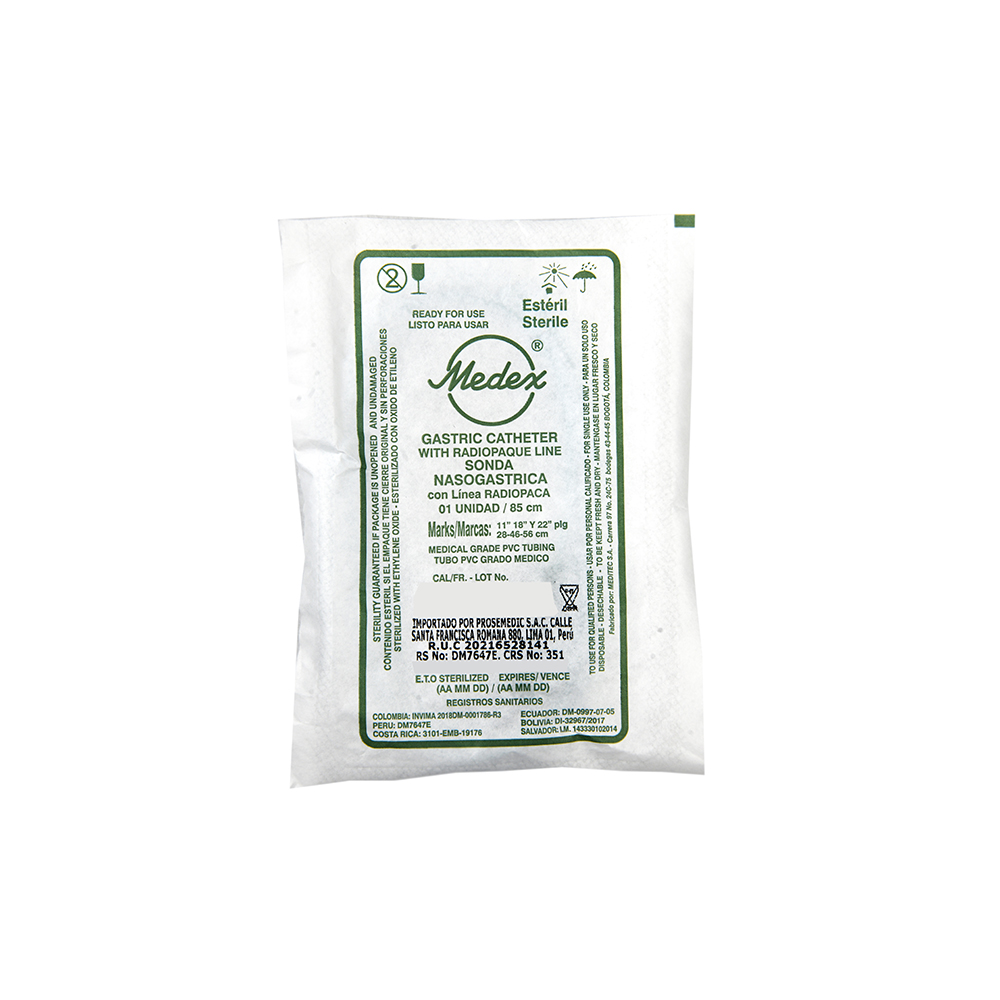 Estéril
Sterile
READY FOR USE
LISTO PARA USAR
Medex®
GASTRIC CATHETER
WITH RADIOPAQUE LINE
SONDA
NASOGASTRICA
con Línea RADIOPACA
01 UNIDAD / 85 cm
Marks/Marcas: 11" 18" Y 22" plg
28-46-56 cm
MEDICAL GRADE PVC TUBING
TUBO PVC GRADO MEDICO
CAL/FR. - LOT No.
IMPORTADO POR PROSEMEDIC S.A.C. CALLE
SANTA FRANCISCA ROMANA 880, LIMA 01, Perú
R.U.C 20216528141
RS No: DM7647E. CRS No: 351
E.T.O STERILIZED EXPIRES/ VENCE
(AA MM DD) / (AA MM DD)
REGISTROS SANITARIOS
COLOMBIA: INVIMA 2018DM-0001786-R3
PERU: DM7647E
COSTA RICA: 3101-EMB-19176
ECUADOR: DM-0997-07-05
BOLIVIA: DI-32967/2017
SALVADOR: I.M. 143330102014
STERILITY GUARANTEED IF PACKAGE IS UNOPENED AND UNDAMAGED
CONTENIDO ESTERIL SI EL EMPAQUE TIENE CIERRE ORIGINAL Y SIN PERFORACIONES
STERILIZED WITH ETHYLENE OXIDE - ESTERILIZADO CON OXIDO DE ETILENO
TO USE FOR QUALIFIED PERSONS - USAR POR PERSONAL CALIFICADO - FOR SINGLE USE ONLY - PARA UN SOLO USO
DISPOSABLE - DESECHABLE - TO BE KEEPT FRESH AND DRY - MANTENGASE EN LUGAR FRESCO Y SECO
Fabricado por: MEDITEC S.A. - Carrera 97 No. 24C-75 bodegas 43-44-45 BOGOTÁ, COLOMBIA